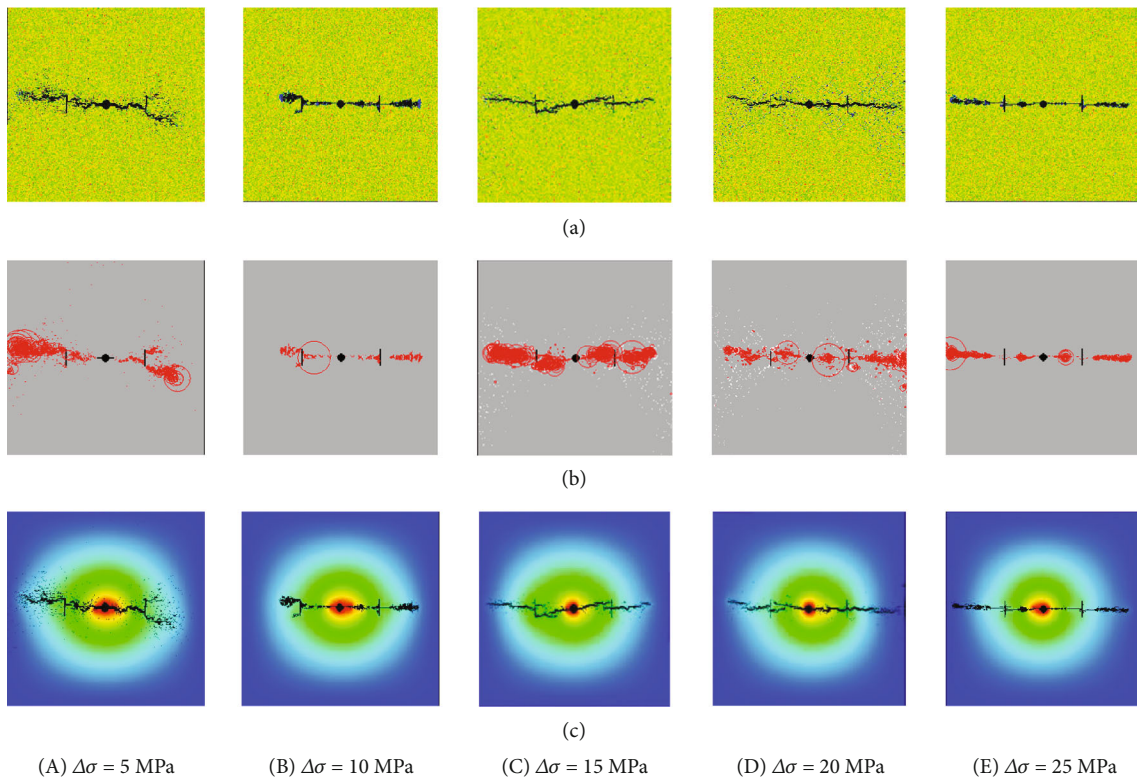 (a)
(b)
(c)
(A) Δσ = 5 MPa
(B) Δσ = 10 MPa
(C) Δσ = 15 MPa
(D) Δσ = 20 MPa
(E) Δσ = 25 MPa